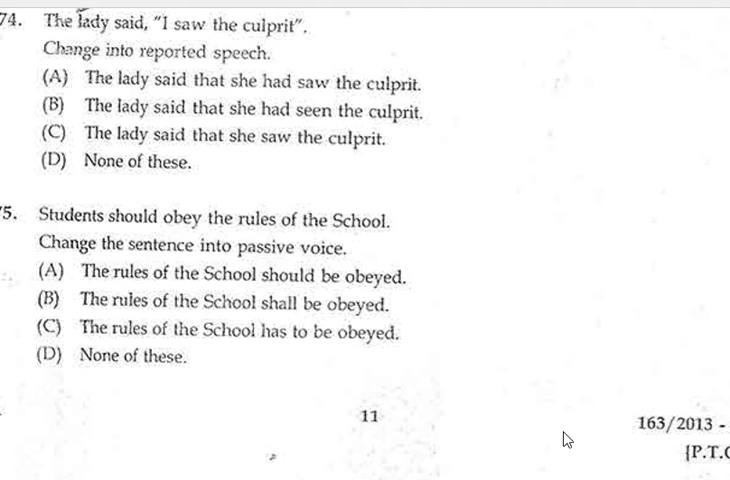 74. The lady said, "I saw the culprit".
Change into reported speech.
(A) The lady said that she had saw the culprit.
(B) The lady said that she had seen the culprit.
(C) The lady said that she saw the culprit.
(D) None of these.
75. Students should obey the rules of the School.
Change the sentence into passive voice.
(A) The rules of the School should be obeyed.
(B) The rules of the School shall be obeyed.
(C) The rules of the School has to be obeyed.
(D) None of these.
11
163/2013 -
{P.T.